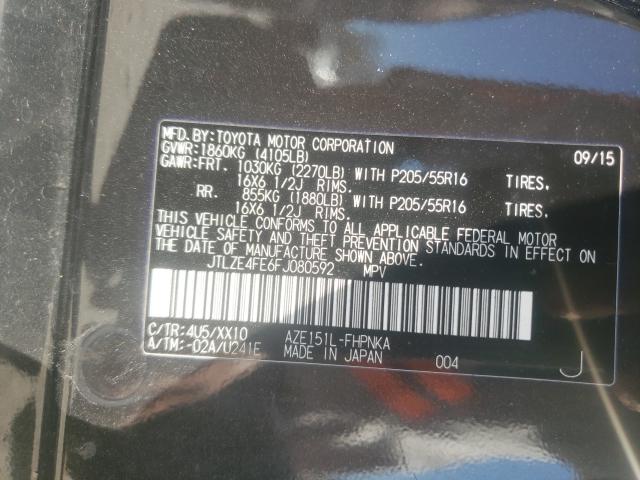 MFD. BY: TOYOTA MOTOR CORPORATION 09/15
GVWR: 1860KG (4105LB)
GAWR: FRT. 1030KG (2270LB) WITH P205/55R16 TIRES.
16X6 1/2J RIMS.
RR. 855KG (1880LB) WITH P205/55R16 TIRES.
16X6 1/2J RIMS.
THIS VEHICLE CONFORMS TO ALL APPLICABLE FEDERAL MOTOR
VEHICLE SAFETY AND THEFT PREVENTION STANDARDS IN EFFECT ON
THE DATE OF MANUFACTURE SHOWN ABOVE.
JTLZE4FE6FJ080592 MPV
C/TR: 4U5/XX10 AZE151L-FHPNKA
A/TM: -02A/U241E MADE IN JAPAN 004 J